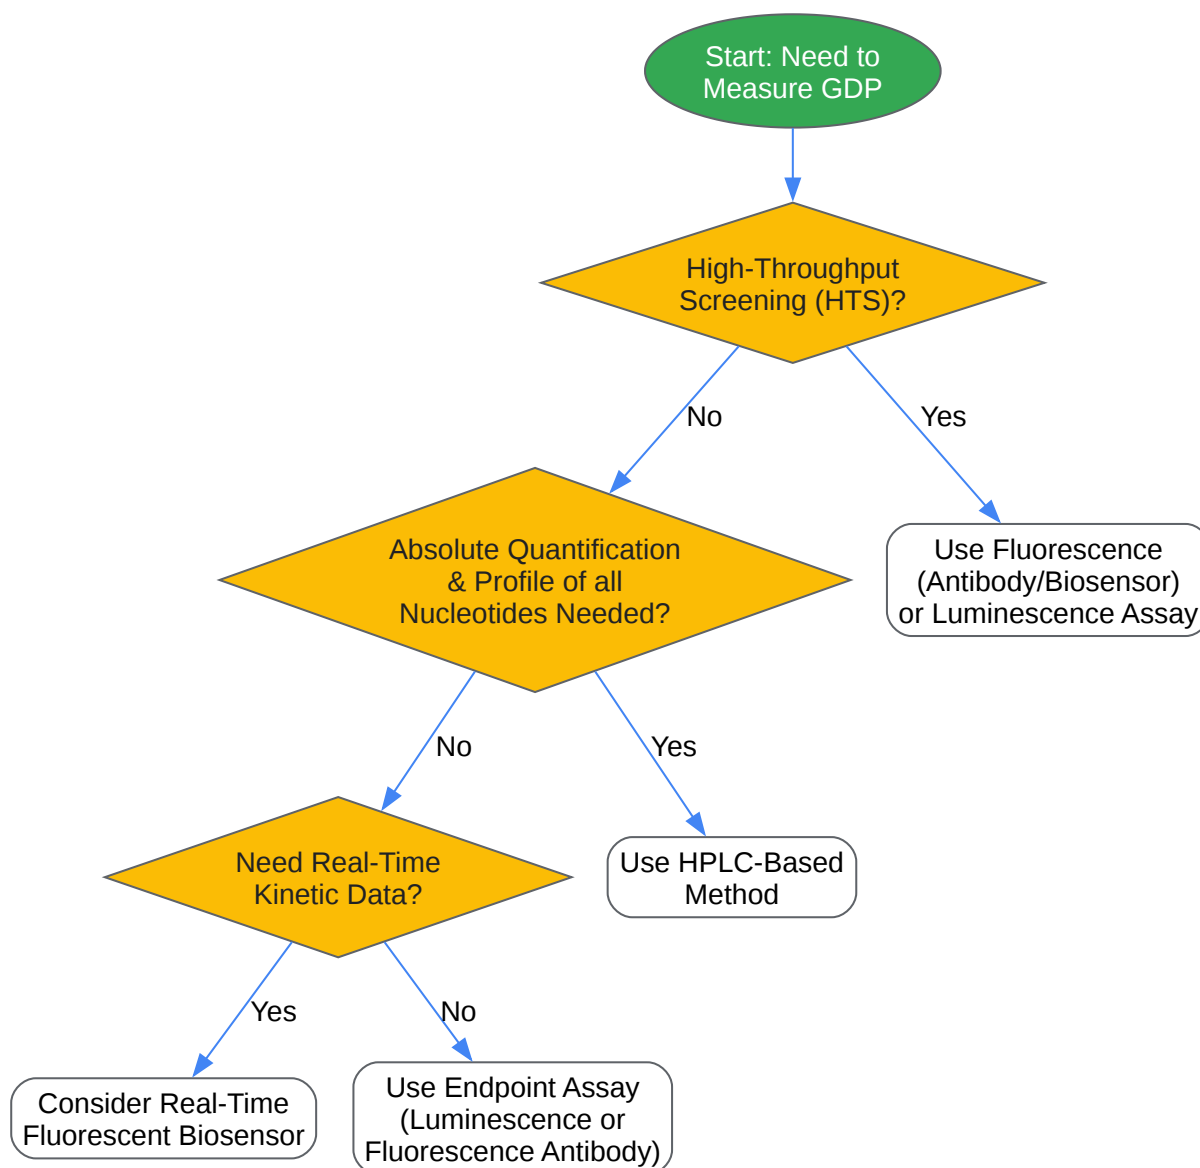 Start: Need to
Measure GDP
High-Throughput
Screening (HTS)?
No
Yes
Absolute Quantification
& Profile of all
Nucleotides Needed?
Use Fluorescence
(Antibody/Biosensor)
or Luminescence Assay
No
Yes
Need Real-Time
Kinetic Data?
Use HPLC-Based
Method
Yes
No
Consider Real-Time
Fluorescent Biosensor
Use Endpoint Assay
(Luminescence or
Fluorescence Antibody)